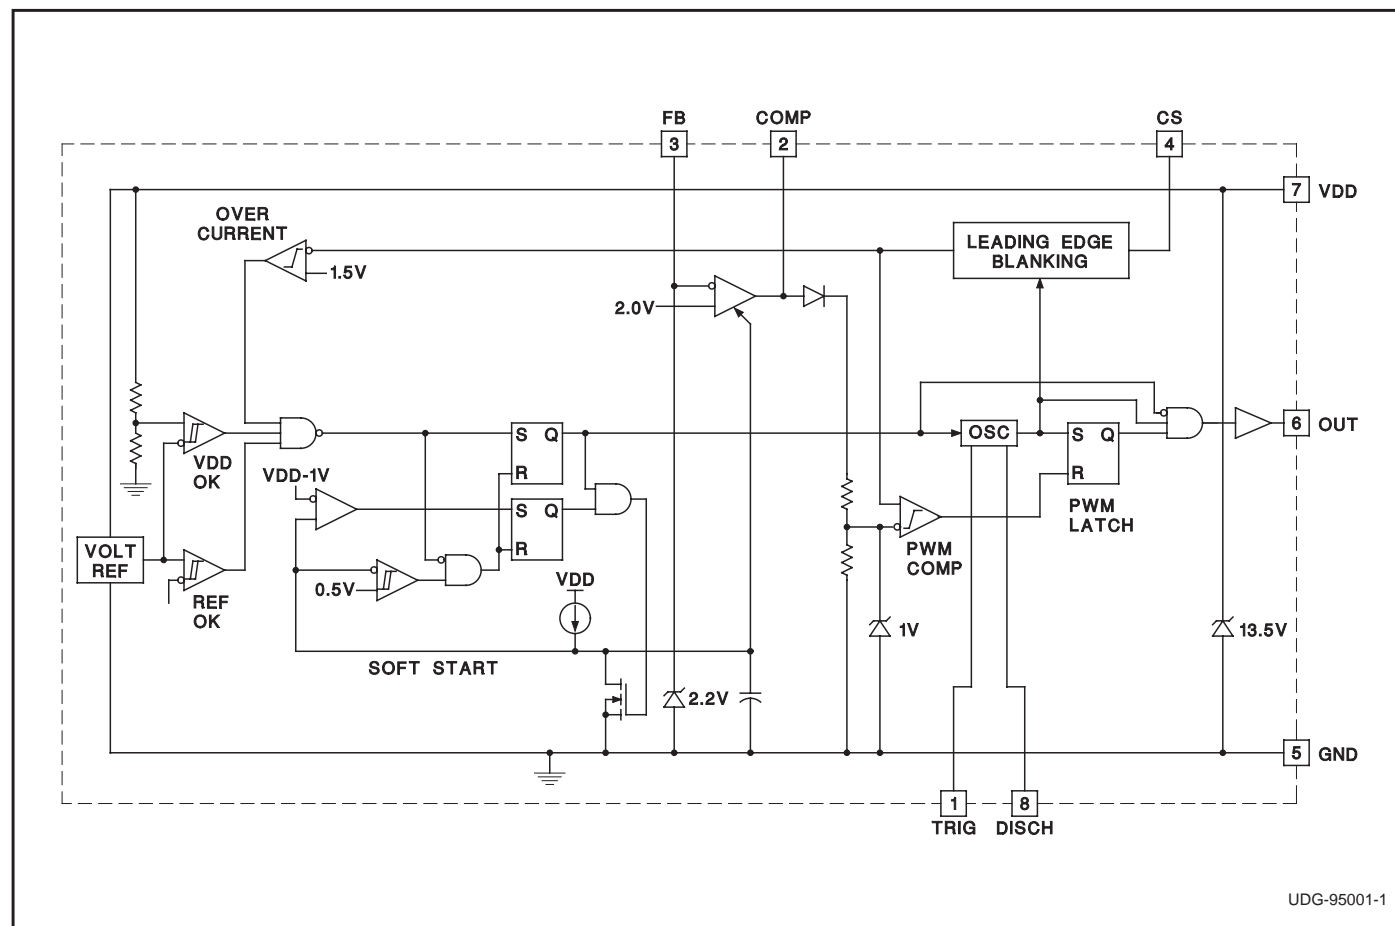 FB
COMP
CS
3
2
4
7 VDD
OVER
CURRENT
LEADING EDGE
BLANKING
1.5V
2.0V
VDD
OK
S Q
R
OSC
S Q
R
PWM
LATCH
6 OUT
VDD-1V
S Q
R
VOLT
REF
REF
OK
0.5V
VDD
PWM
COMP
1V
13.5V
SOFT START
2.2V
5 GND
1
8
TRIG
DISCH
UDG-95001-1